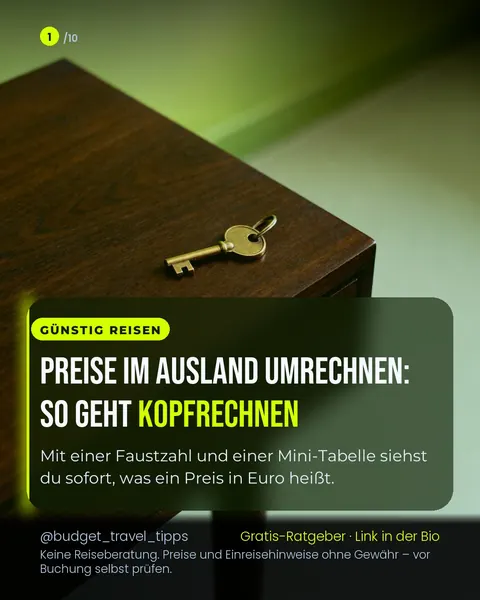 1 /10
GÜNSTIG REISEN
PREISE IM AUSLAND UMRECHNEN:
SO GEHT KOPFRECHNEN
Mit einer Faustzahl und einer Mini-Tabelle siehst
du sofort, was ein Preis in Euro heißt.
@budget_travel_tipps Gratis-Ratgeber · Link in der Bio
Keine Reiseberatung. Preise und Einreisehinweise ohne Gewähr – vor
Buchung selbst prüfen.